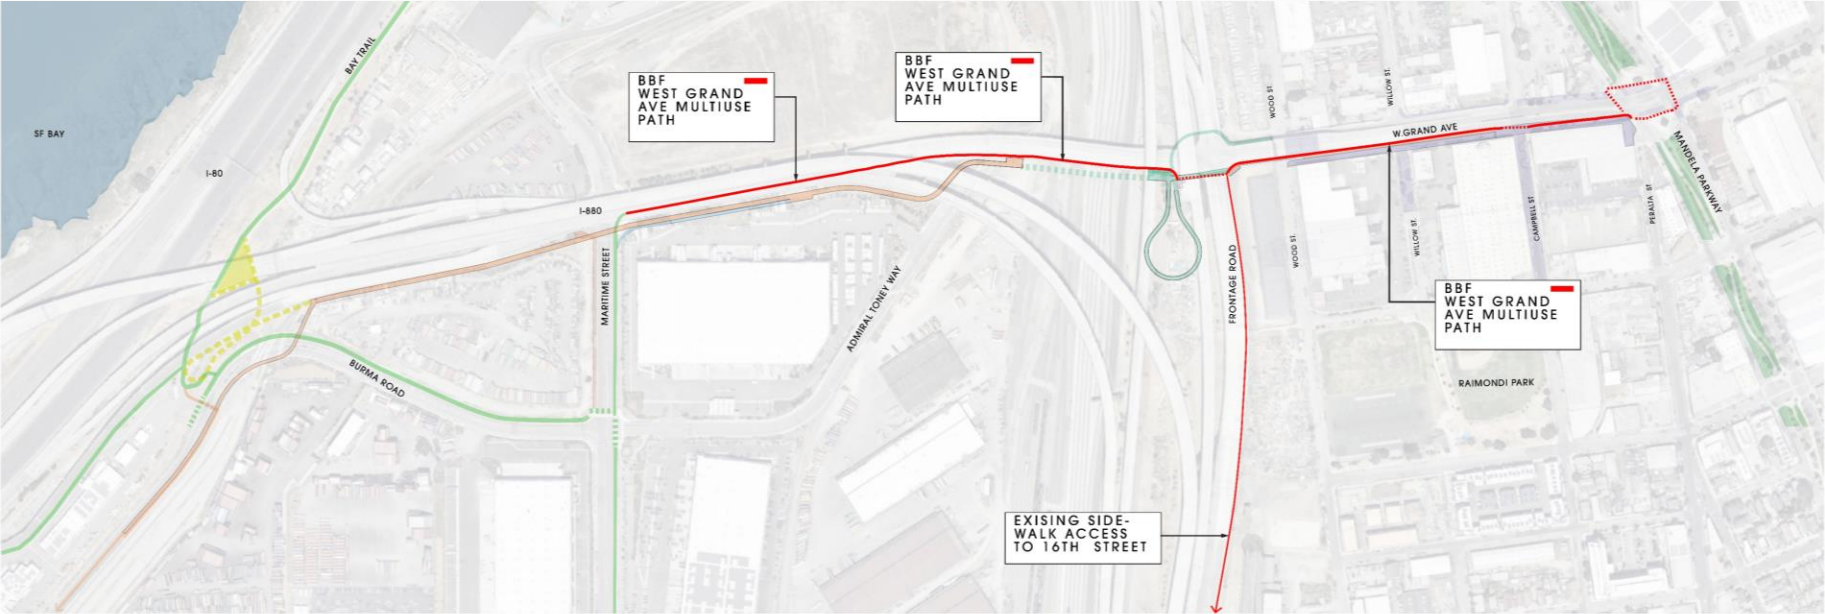 BAY TRAIL
SF BAY
I-80
I-880
BBF
WEST GRAND
AVE MULTIUSE
PATH
BBF
WEST GRAND
AVE MULTIUSE
PATH
WOOD ST.
WILLOW ST.
W.GRAND AVE
MANDELA PARKWAY
MARITIME STREET
ADMIRAL TONEY WAY
FRONTAGE ROAD
WOOD ST.
WILLOW ST.
CAMPBELL ST
PERALTA ST
BURMA ROAD
BBF
WEST GRAND
AVE MULTIUSE
PATH
RAIMONDI PARK
EXISING SIDE-
WALK ACCESS
TO 16TH STREET